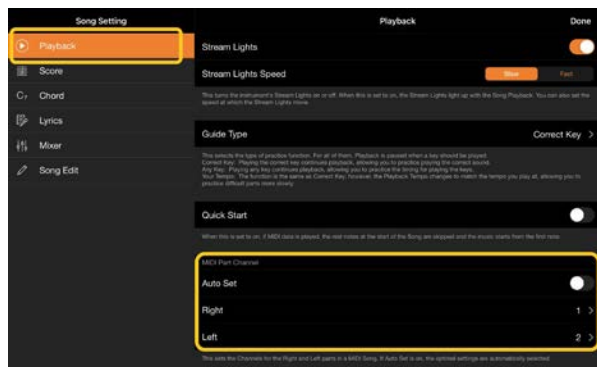 Song Setting
Playback
Done
Playback
Score
Chord
Lyrics
Mixer
Song Edit
Stream Lights
Stream Lights Speed
Slow
Fast
This turns the instrument's Stream Lights on or off. When this is set to on, the Stream Lights light up with the Song Playback. You can also set the
speed at which the Stream Lights move.
Guide Type
Correct Key >
This selects the type of practice function. For all of them, Playback is paused when a key should be played.
Correct Key: Playing the correct key continues playback, allowing you to practice playing the correct sound.
Any Key: Playing any key continues playback, allowing you to practice the timing for playing the keys.
Your Tempo: The function is the same as Correct Key; however, the Playback Tempo changes to match the tempo you play at, allowing you to
practice difficult parts more slowly.
Quick Start
When this is set to on, if MIDI data is played, the rest notes at the start of the Song are skipped and the music starts from the first note.
MIDI Part Channel
Auto Set
Right
1 >
Left
2 >
This sets the Channels for the Right and Left parts in a MIDI Song. If Auto Set is on, the optimal settings are automatically selected.